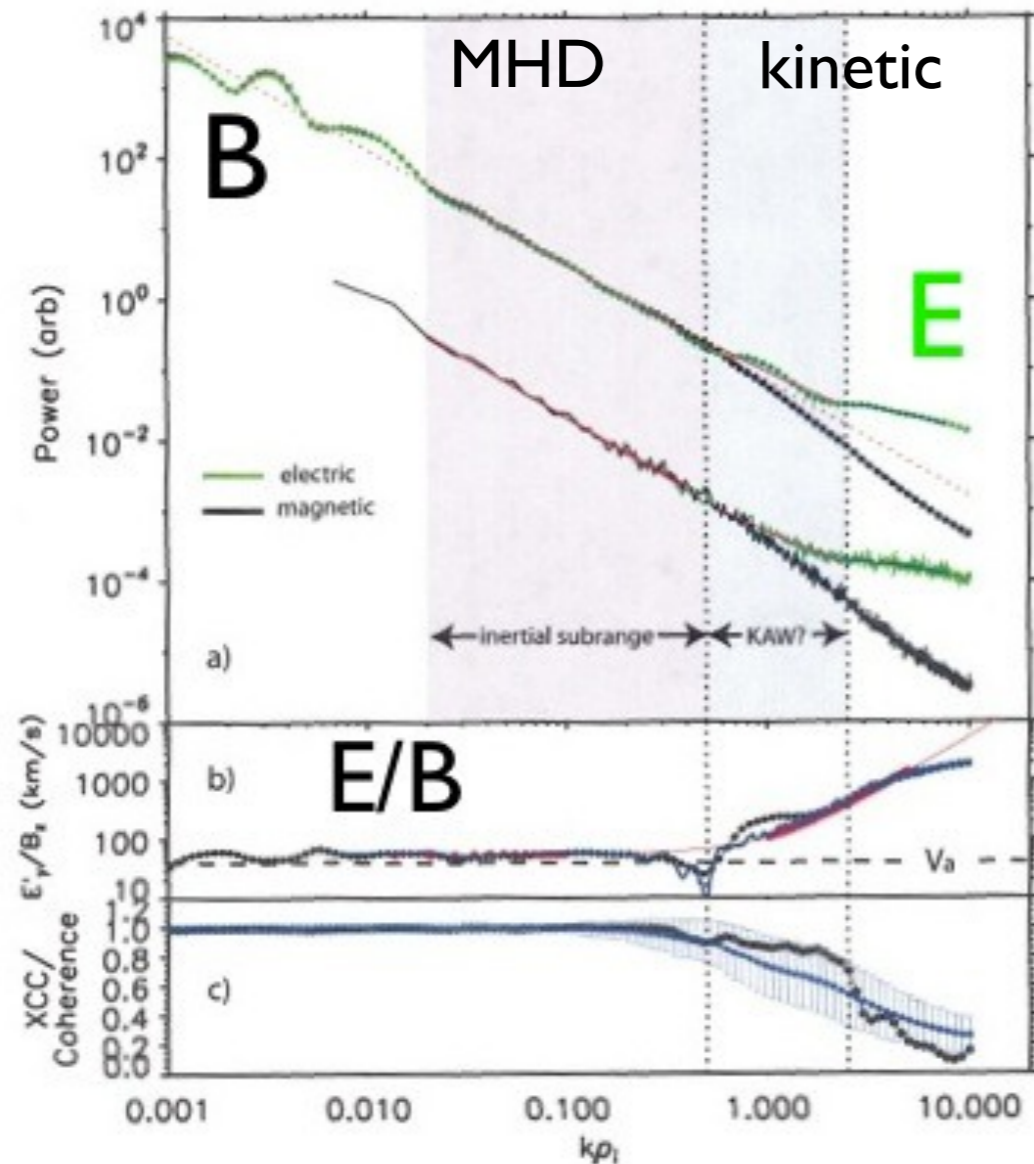 MHD kinetic
B
E
10⁴
10²
10⁰
10⁻²
10⁻⁴
10⁻⁶
Power (arb)
electric
magnetic
inertial subrange KAW?
a)
10000
1000
100
10
E'y/Bz (km/s)
b)
E/B
Va
1.2
1.0
0.8
0.6
0.4
0.2
0.0
XCC/
Coherence
c)
0.001 0.010 0.100 1.000 10.000
kρi